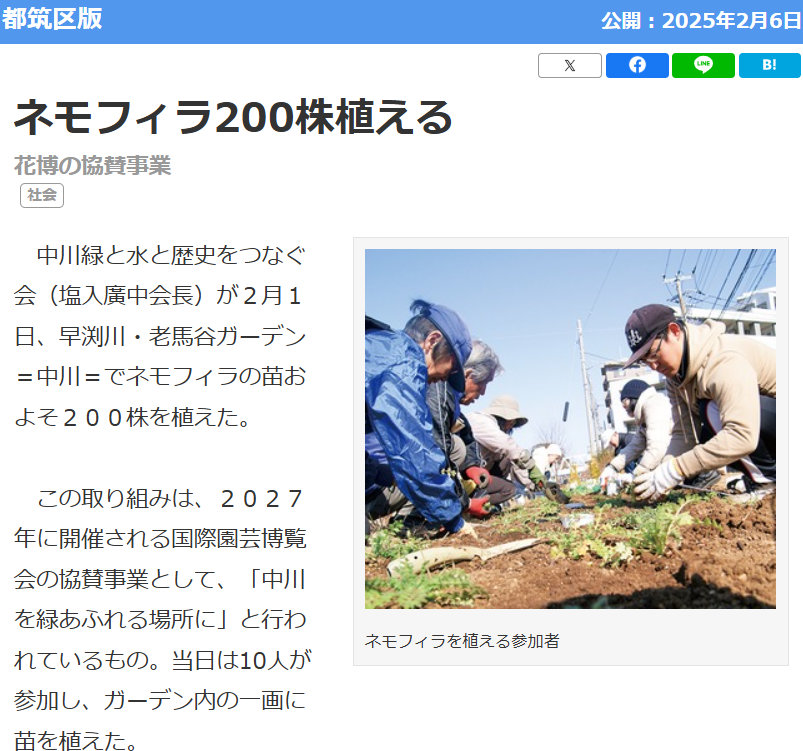 都筑区版
公開：2025年2月6日
X
LINE
B!
ネモフィラ200株植える
花博の協賛事業
社会
　中川緑と水と歴史をつなぐ
会（塩入廣中会長）が２月１
日、早渕川・老馬谷ガーデン
＝中川＝でネモフィラの苗お
よそ２００株を植えた。
　この取り組みは、２０２７
年に開催される国際園芸博覧
会の協賛事業として、「中川
を緑あふれる場所に」と行わ
れているもの。当日は10人が
参加し、ガーデン内の一画に
苗を植えた。
ネモフィラを植える参加者